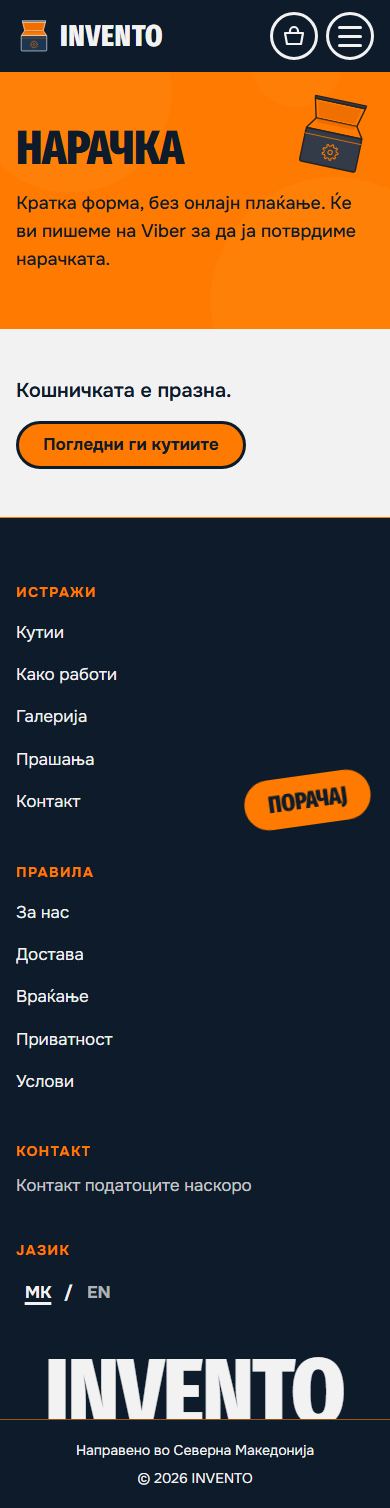 INVENTO
НАРАЧКА
Кратка форма, без онлајн плаќање. Ќе
ви пишеме на Viber за да ја потврдиме
нарачката.
Кошничката е празна.
Погледни ги кутиите
ИСТРАЖИ
Кутии
Како работи
Галерија
Прашања
Контакт
ПОРАЧАЈ
ПРАВИЛА
За нас
Достава
Враќање
Приватност
Услови
КОНТАКТ
Контакт податоците наскоро
ЈАЗИК
МК / EN
INVENTO
Направено во Северна Македонија
© 2026 INVENTO